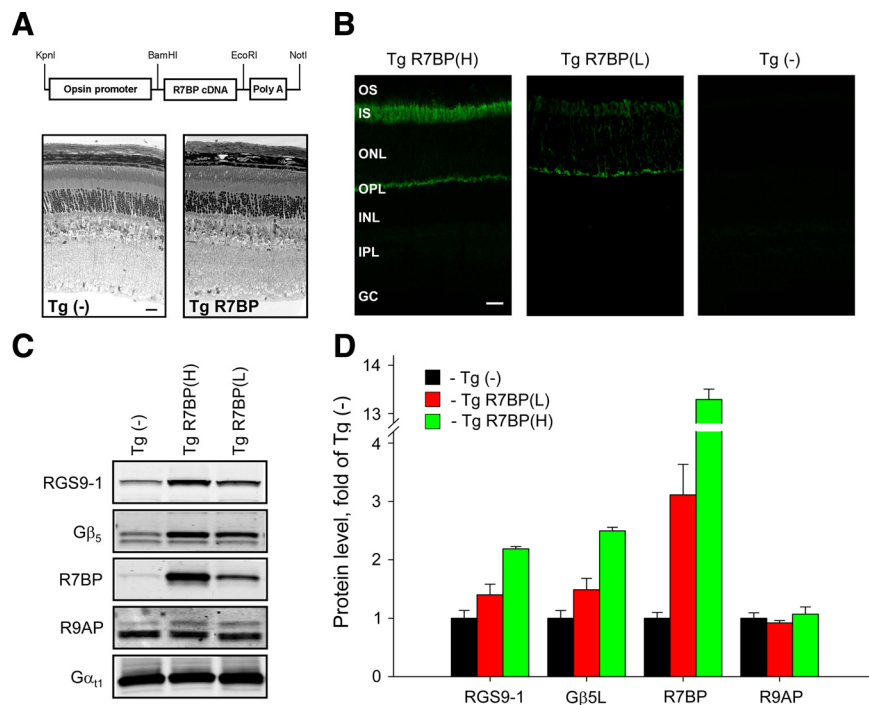 A
KpnI
BamHI
EcoRI
NotI
Opsin promoter
R7BP cDNA
Poly A
Tg (-)
Tg R7BP
B
Tg R7BP(H)
Tg R7BP(L)
Tg (-)
OS
IS
ONL
OPL
INL
IPL
GC
C
Tg (-)
Tg R7BP(H)
Tg R7BP(L)
RGS9-1
Gβ5
R7BP
R9AP
Gαt1
D
Protein level, fold of Tg (-)
14
13
4
3
2
1
0
- Tg (-)
- Tg R7BP(L)
- Tg R7BP(H)
RGS9-1
Gβ5L
R7BP
R9AP